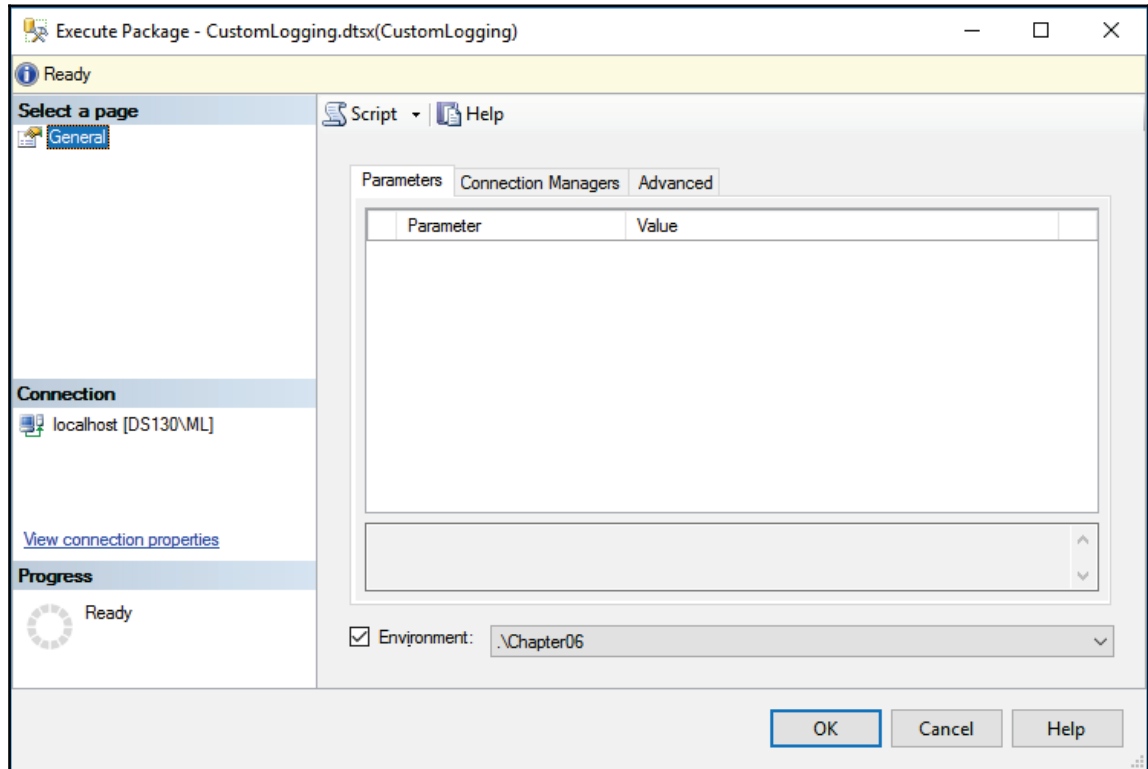 Execute Package - CustomLogging.dtsx(CustomLogging)
Ready
Select a page
General
Script
Help
Parameters
Connection Managers
Advanced
Parameter
Value
Connection
localhost [DS130\ML]
View connection properties
Progress
Ready
Environment:
.\Chapter06
OK
Cancel
Help